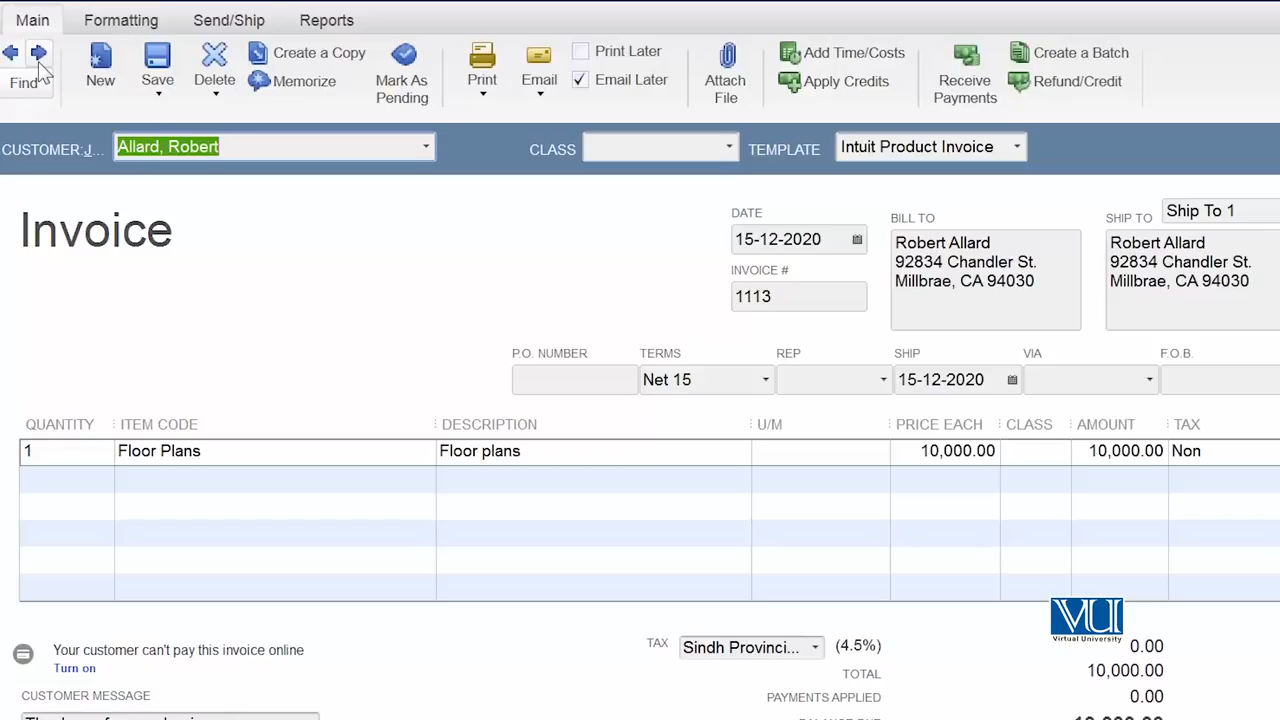 Main Formatting Send/Ship Reports
Find New Save Delete Create a Copy Memorize Mark As Pending Print Email Print Later Email Later Attach File Add Time/Costs Apply Credits Receive Payments Create a Batch Refund/Credit
CUSTOMER:J... Allard, Robert CLASS TEMPLATE Intuit Product Invoice
Invoice
DATE
15-12-2020
INVOICE #
1113
BILL TO
Robert Allard
92834 Chandler St.
Millbrae, CA 94030
SHIP TO Ship To 1
Robert Allard
92834 Chandler St.
Millbrae, CA 94030
P.O. NUMBER TERMS REP SHIP VIA F.O.B.
Net 15 15-12-2020
QUANTITY ITEM CODE DESCRIPTION U/M PRICE EACH CLASS AMOUNT TAX
1 Floor Plans Floor plans 10,000.00 10,000.00 Non
VU
Virtual University
Your customer can't pay this invoice online
Turn on
TAX Sindh Provinci... (4.5%) 0.00
TOTAL 10,000.00
CUSTOMER MESSAGE
PAYMENTS APPLIED 0.00